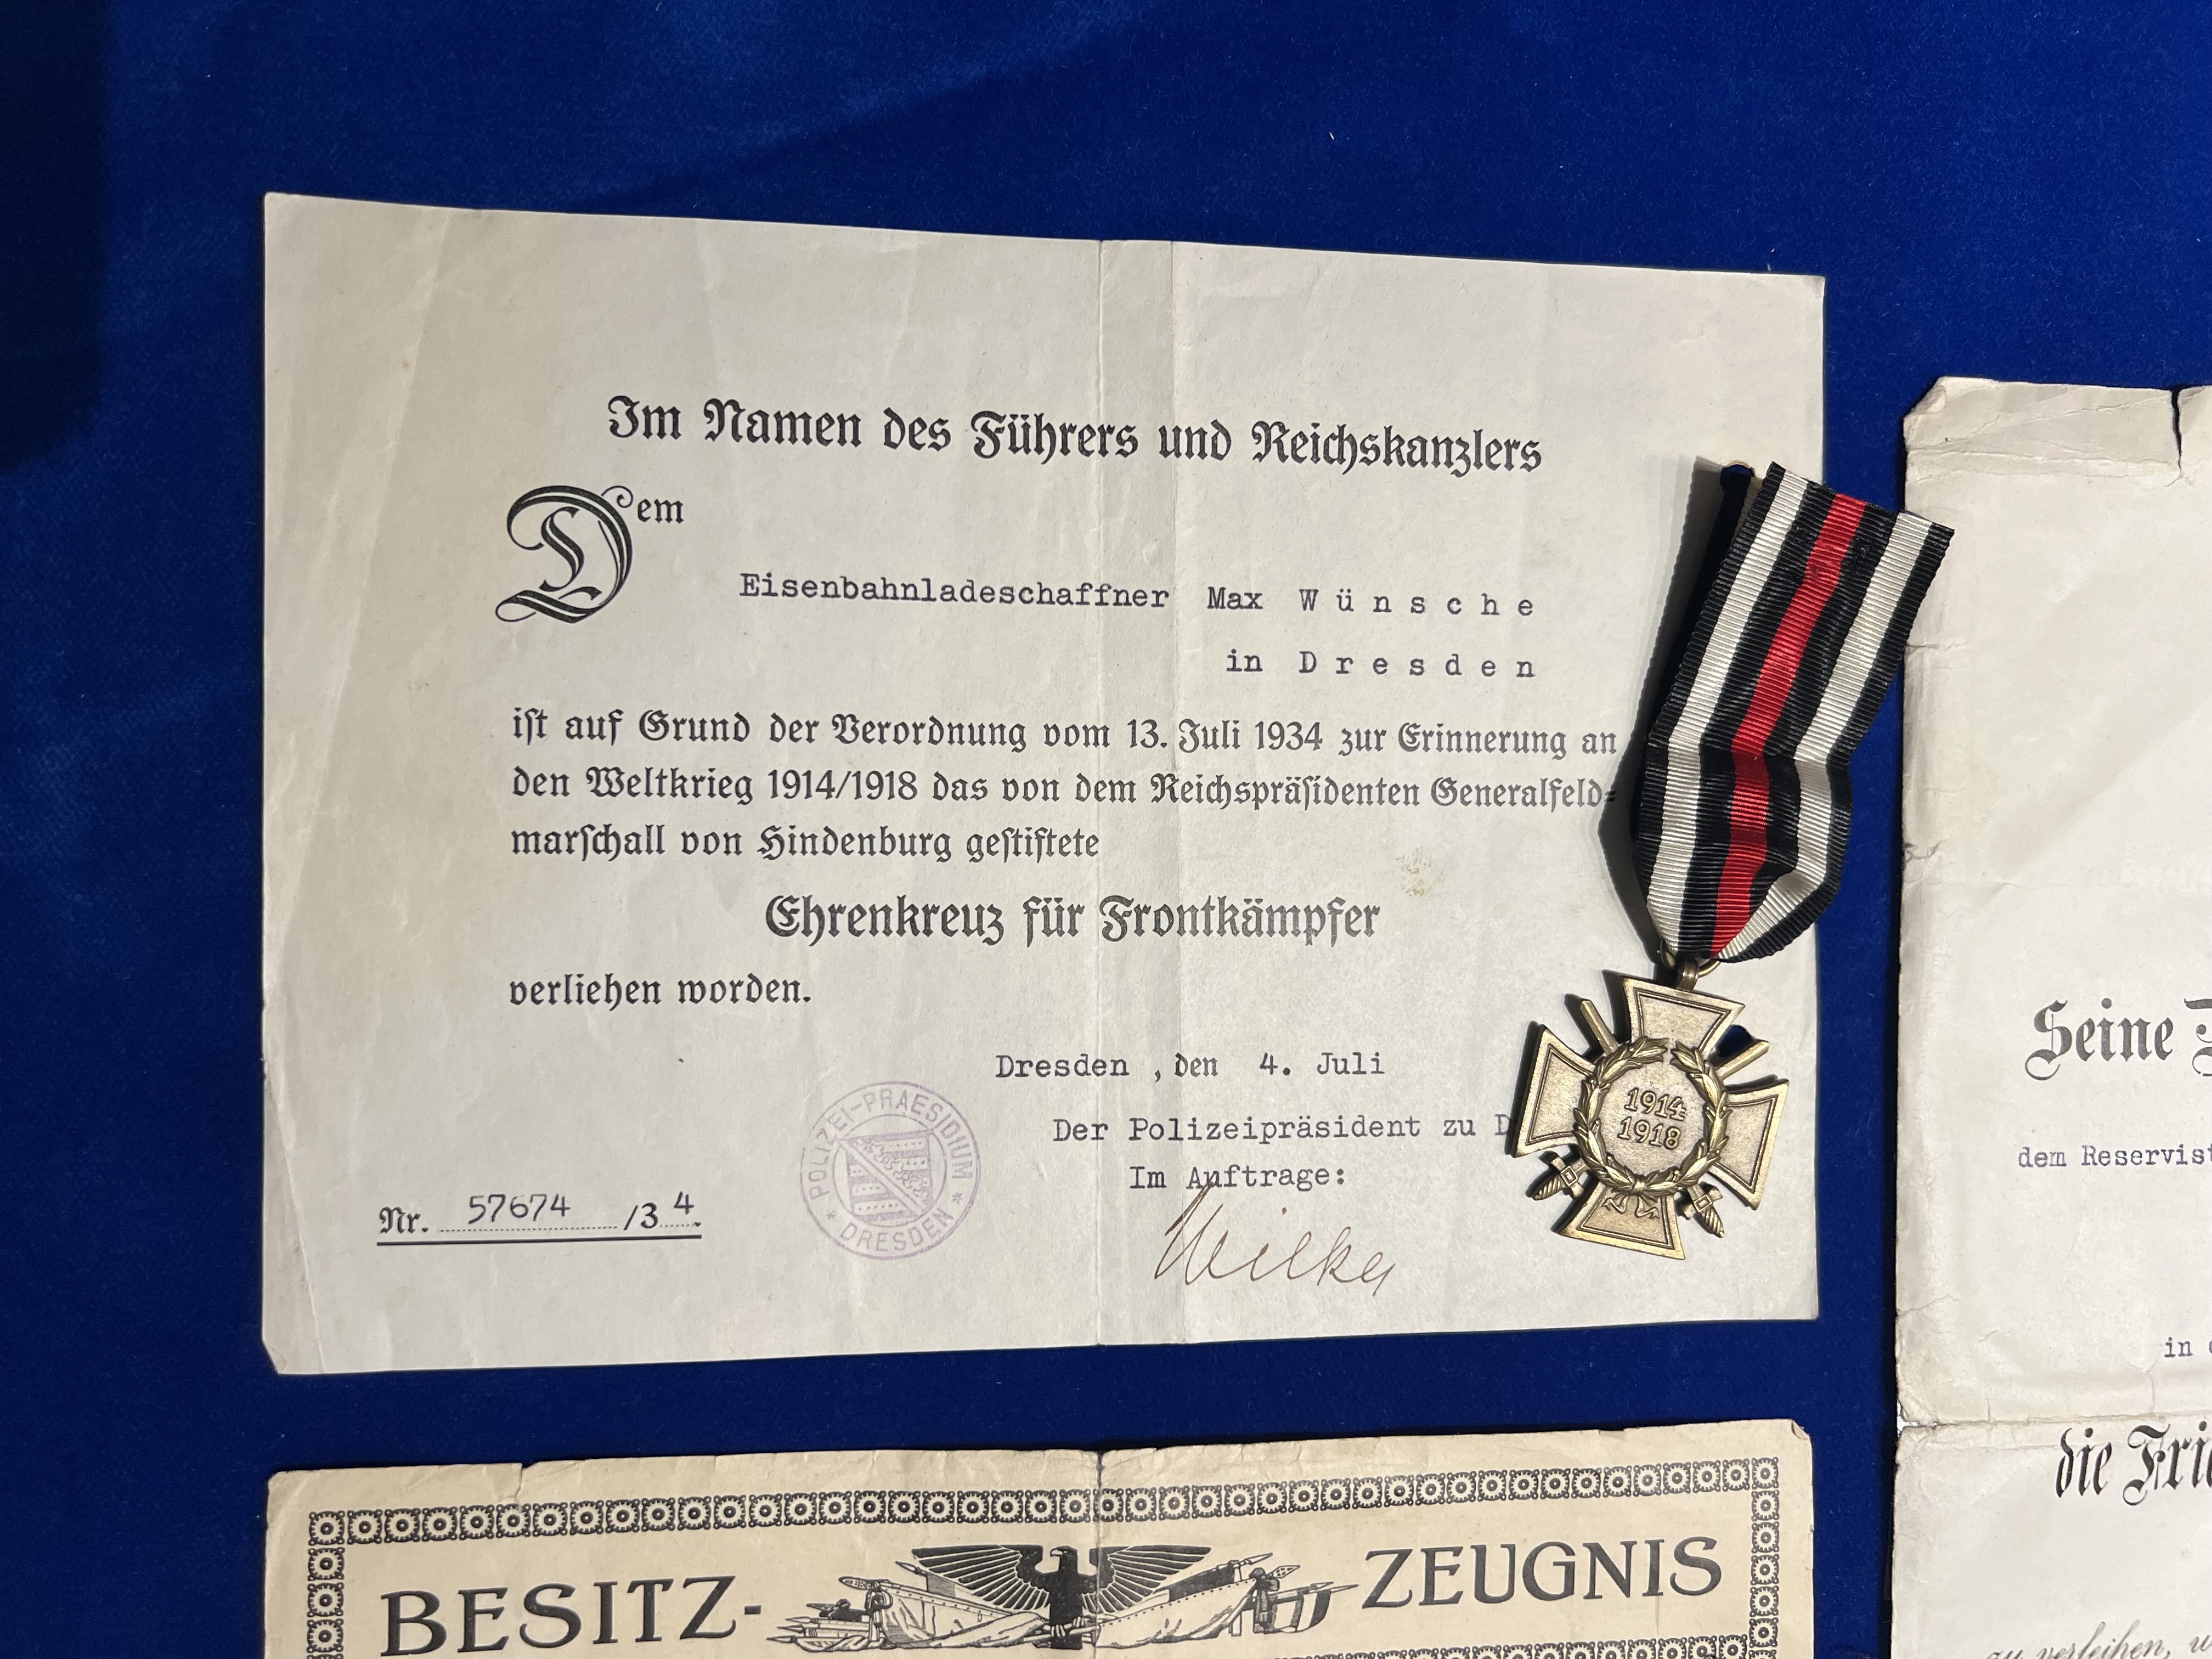 Im Namen des Führers und Reichskanzlers
Dem
Eisenbahnladeschaffner Max Wünsche
in Dresden
ist auf Grund der Verordnung vom 13. Juli 1934 zur Erinnerung an
den Weltkrieg 1914/1918 das von dem Reichspräsidenten Generalfeld-
marschall von Hindenburg gestiftete
Ehrenkreuz für Frontkämpfer
verliehen worden.
Dresden, den 4. Juli
Der Polizeipräsident zu D
Im Auftrage:
Nr. 57674 /34.
POLIZEI-PRAESIDIUM
* DRESDEN *
1914
1918
BESITZ-ZEUGNIS
Seine
dem Reservist
in
die Fri
zu verleihen,